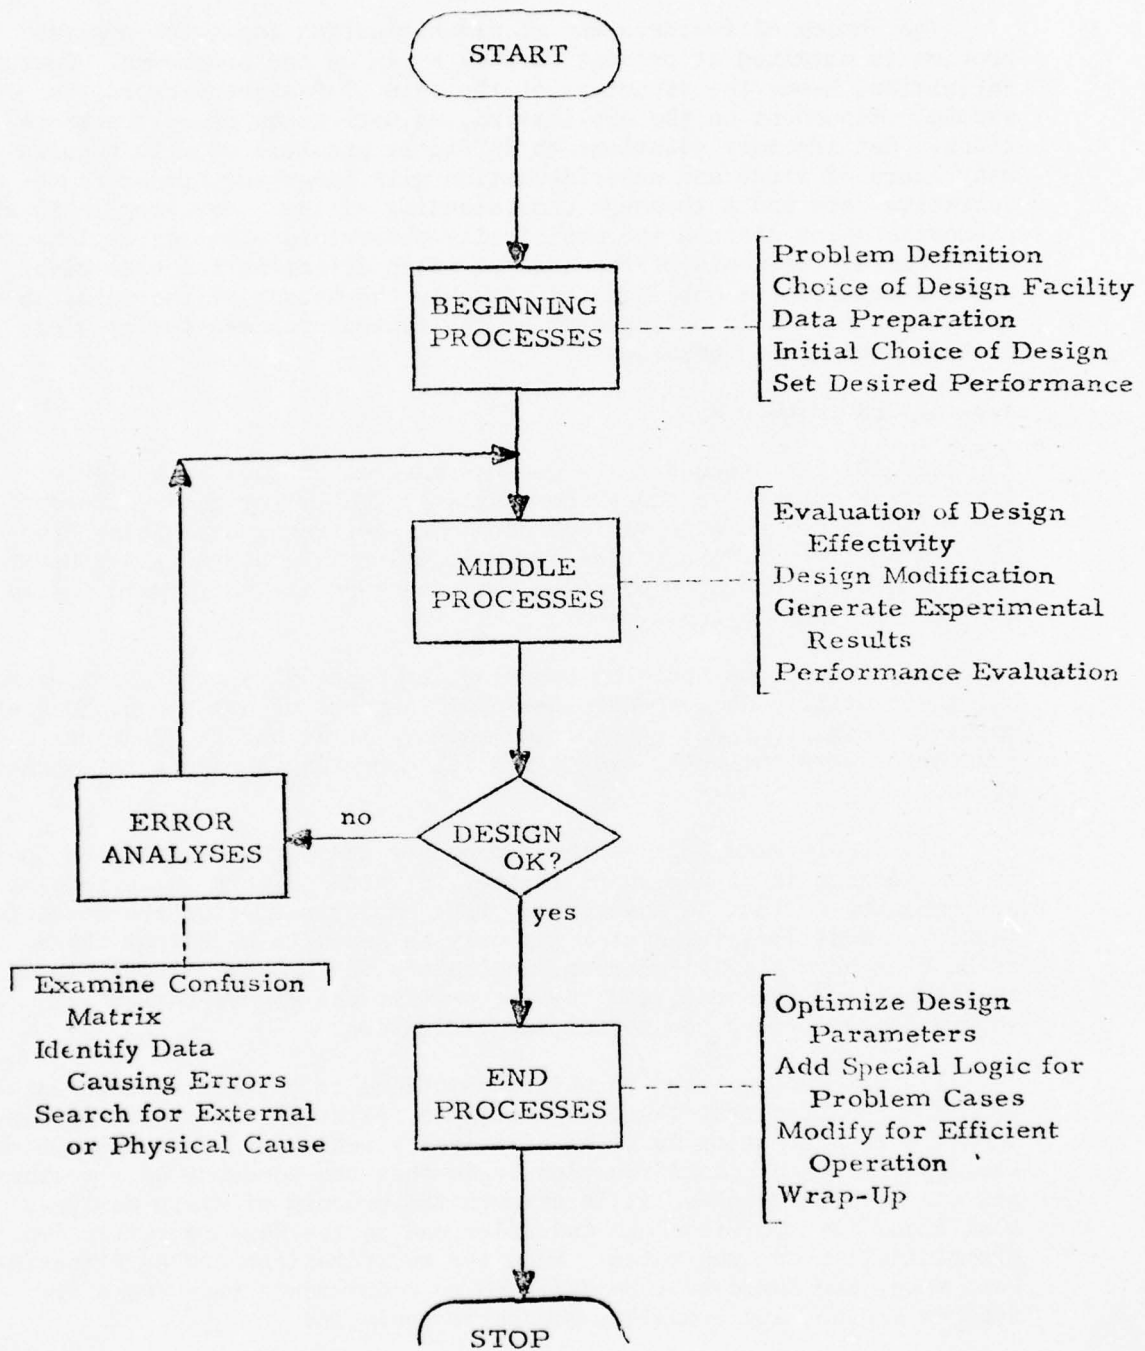 START
BEGINNING
PROCESSES
Problem Definition
Choice of Design Facility
Data Preparation
Initial Choice of Design
Set Desired Performance
MIDDLE
PROCESSES
Evaluation of Design
Effectivity
Design Modification
Generate Experimental
Results
Performance Evaluation
DESIGN
OK?
no
ERROR
ANALYSES
yes
Examine Confusion
Matrix
Identify Data
Causing Errors
Search for External
or Physical Cause
END
PROCESSES
Optimize Design
Parameters
Add Special Logic for
Problem Cases
Modify for Efficient
Operation
Wrap-Up
STOP